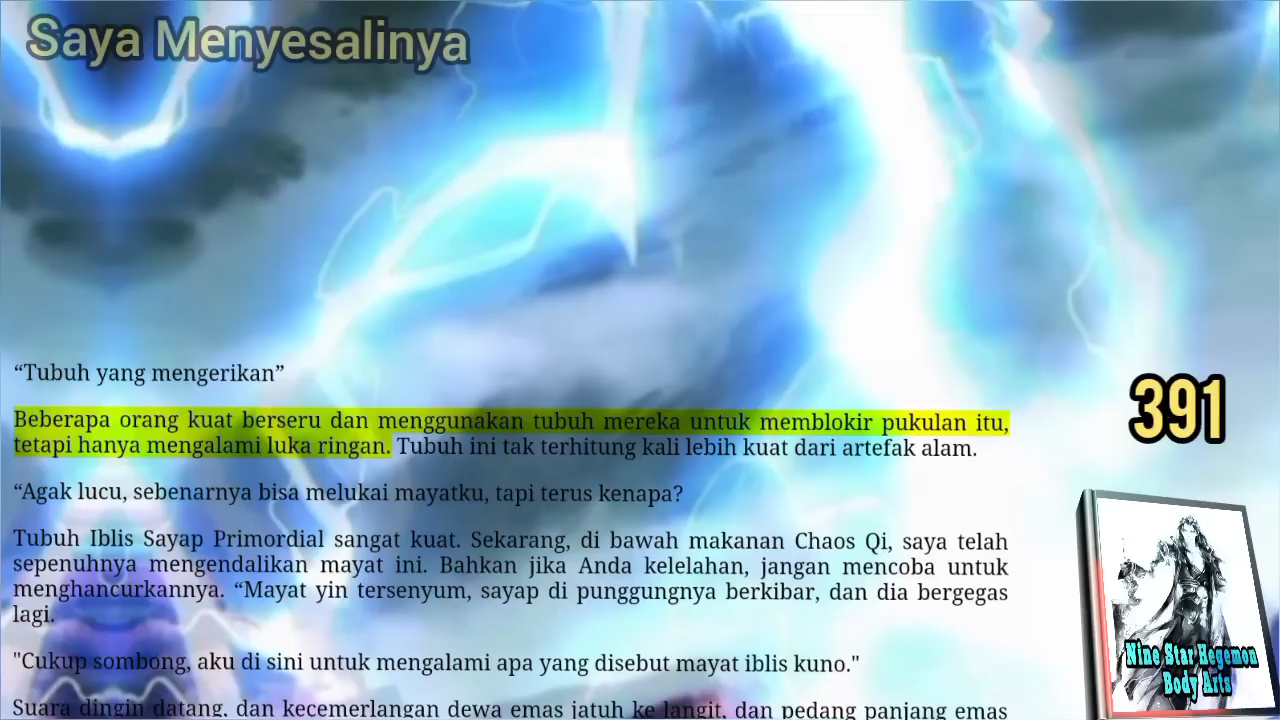 Saya Menyesalinya
“Tubuh yang mengerikan”
Beberapa orang kuat berseru dan menggunakan tubuh mereka untuk memblokir pukulan itu,
tetapi hanya mengalami luka ringan. Tubuh ini tak terhitung kali lebih kuat dari artefak alam.
“Agak lucu, sebenarnya bisa melukai mayatku, tapi terus kenapa?
Tubuh Iblis Sayap Primordial sangat kuat. Sekarang, di bawah makanan Chaos Qi, saya telah
sepenuhnya mengendalikan mayat ini. Bahkan jika Anda kelelahan, jangan mencoba untuk
menghancurkannya. “Mayat yin tersenyum, sayap di punggungnya berkibar, dan dia bergegas
lagi.
"Cukup sombong, aku di sini untuk mengalami apa yang disebut mayat iblis kuno."
Suara dingin datang, dan kecemerlangan dewa emas jatuh ke langit, dan pedang panjang emas
391
Nine Star Hegemon
Body Arts